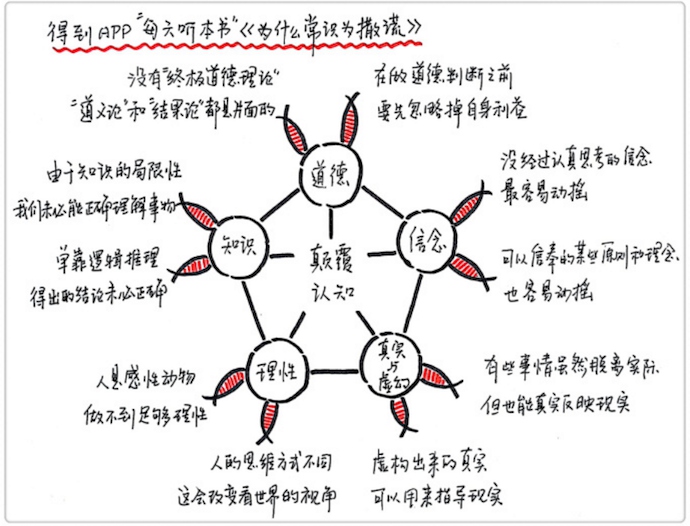 得到APP"每天听本书"《为什么常识会撒谎》
没有"终极道德理论"
"道义论"和"结果论"都是片面的
在做道德判断之前
要先忽略掉自身利益
道德
由于知识的局限性
我们未必能正确理解事物
没经过认真思考的信念
最容易动摇
知识
信念
颠覆
认知
单靠逻辑推理
得出的结论未必正确
可以信奉的某些原则和理念
也容易动摇
理性
真实
与
虚幻
人是感性动物
做不到足够理性
有些事情虽然脱离实际
但也能真实反映现实
人的思维方式不同
这会改变看世界的视角
虚构出来的真实
可以用来指导现实